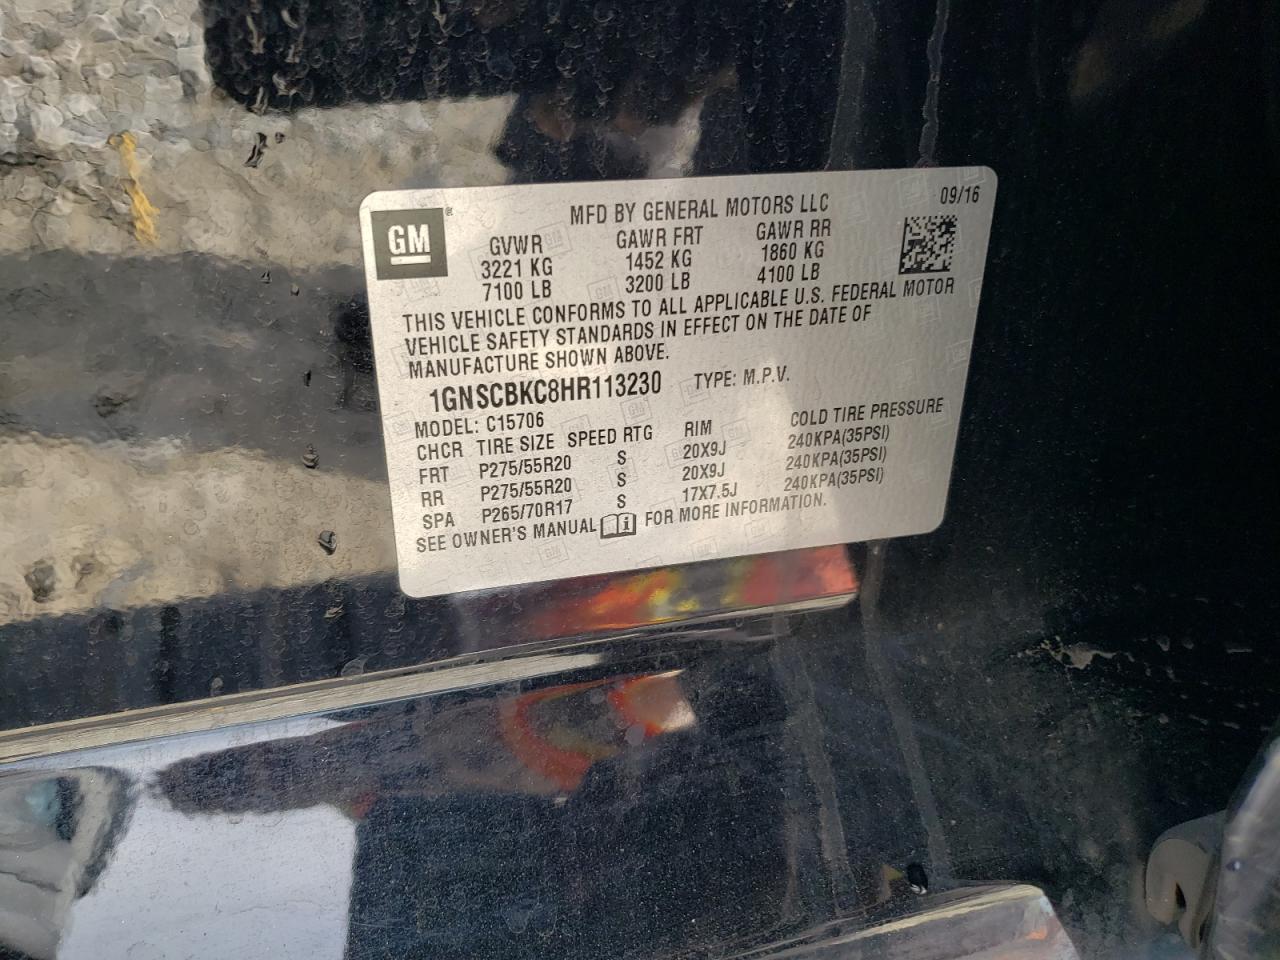 GM
MFD BY GENERAL MOTORS LLC 09/16
GVWR GAWR FRT GAWR RR
3221 KG 1452 KG 1860 KG
7100 LB 3200 LB 4100 LB
THIS VEHICLE CONFORMS TO ALL APPLICABLE U.S. FEDERAL MOTOR
VEHICLE SAFETY STANDARDS IN EFFECT ON THE DATE OF
MANUFACTURE SHOWN ABOVE.
1GNSCBKC8HR113230 TYPE: M.P.V.
MODEL: C15706
CHCR TIRE SIZE SPEED RTG RIM COLD TIRE PRESSURE
FRT P275/55R20 S 20X9J 240KPA(35PSI)
RR P275/55R20 S 20X9J 240KPA(35PSI)
SPA P265/70R17 S 17X7.5J 240KPA(35PSI)
SEE OWNER'S MANUAL FOR MORE INFORMATION.